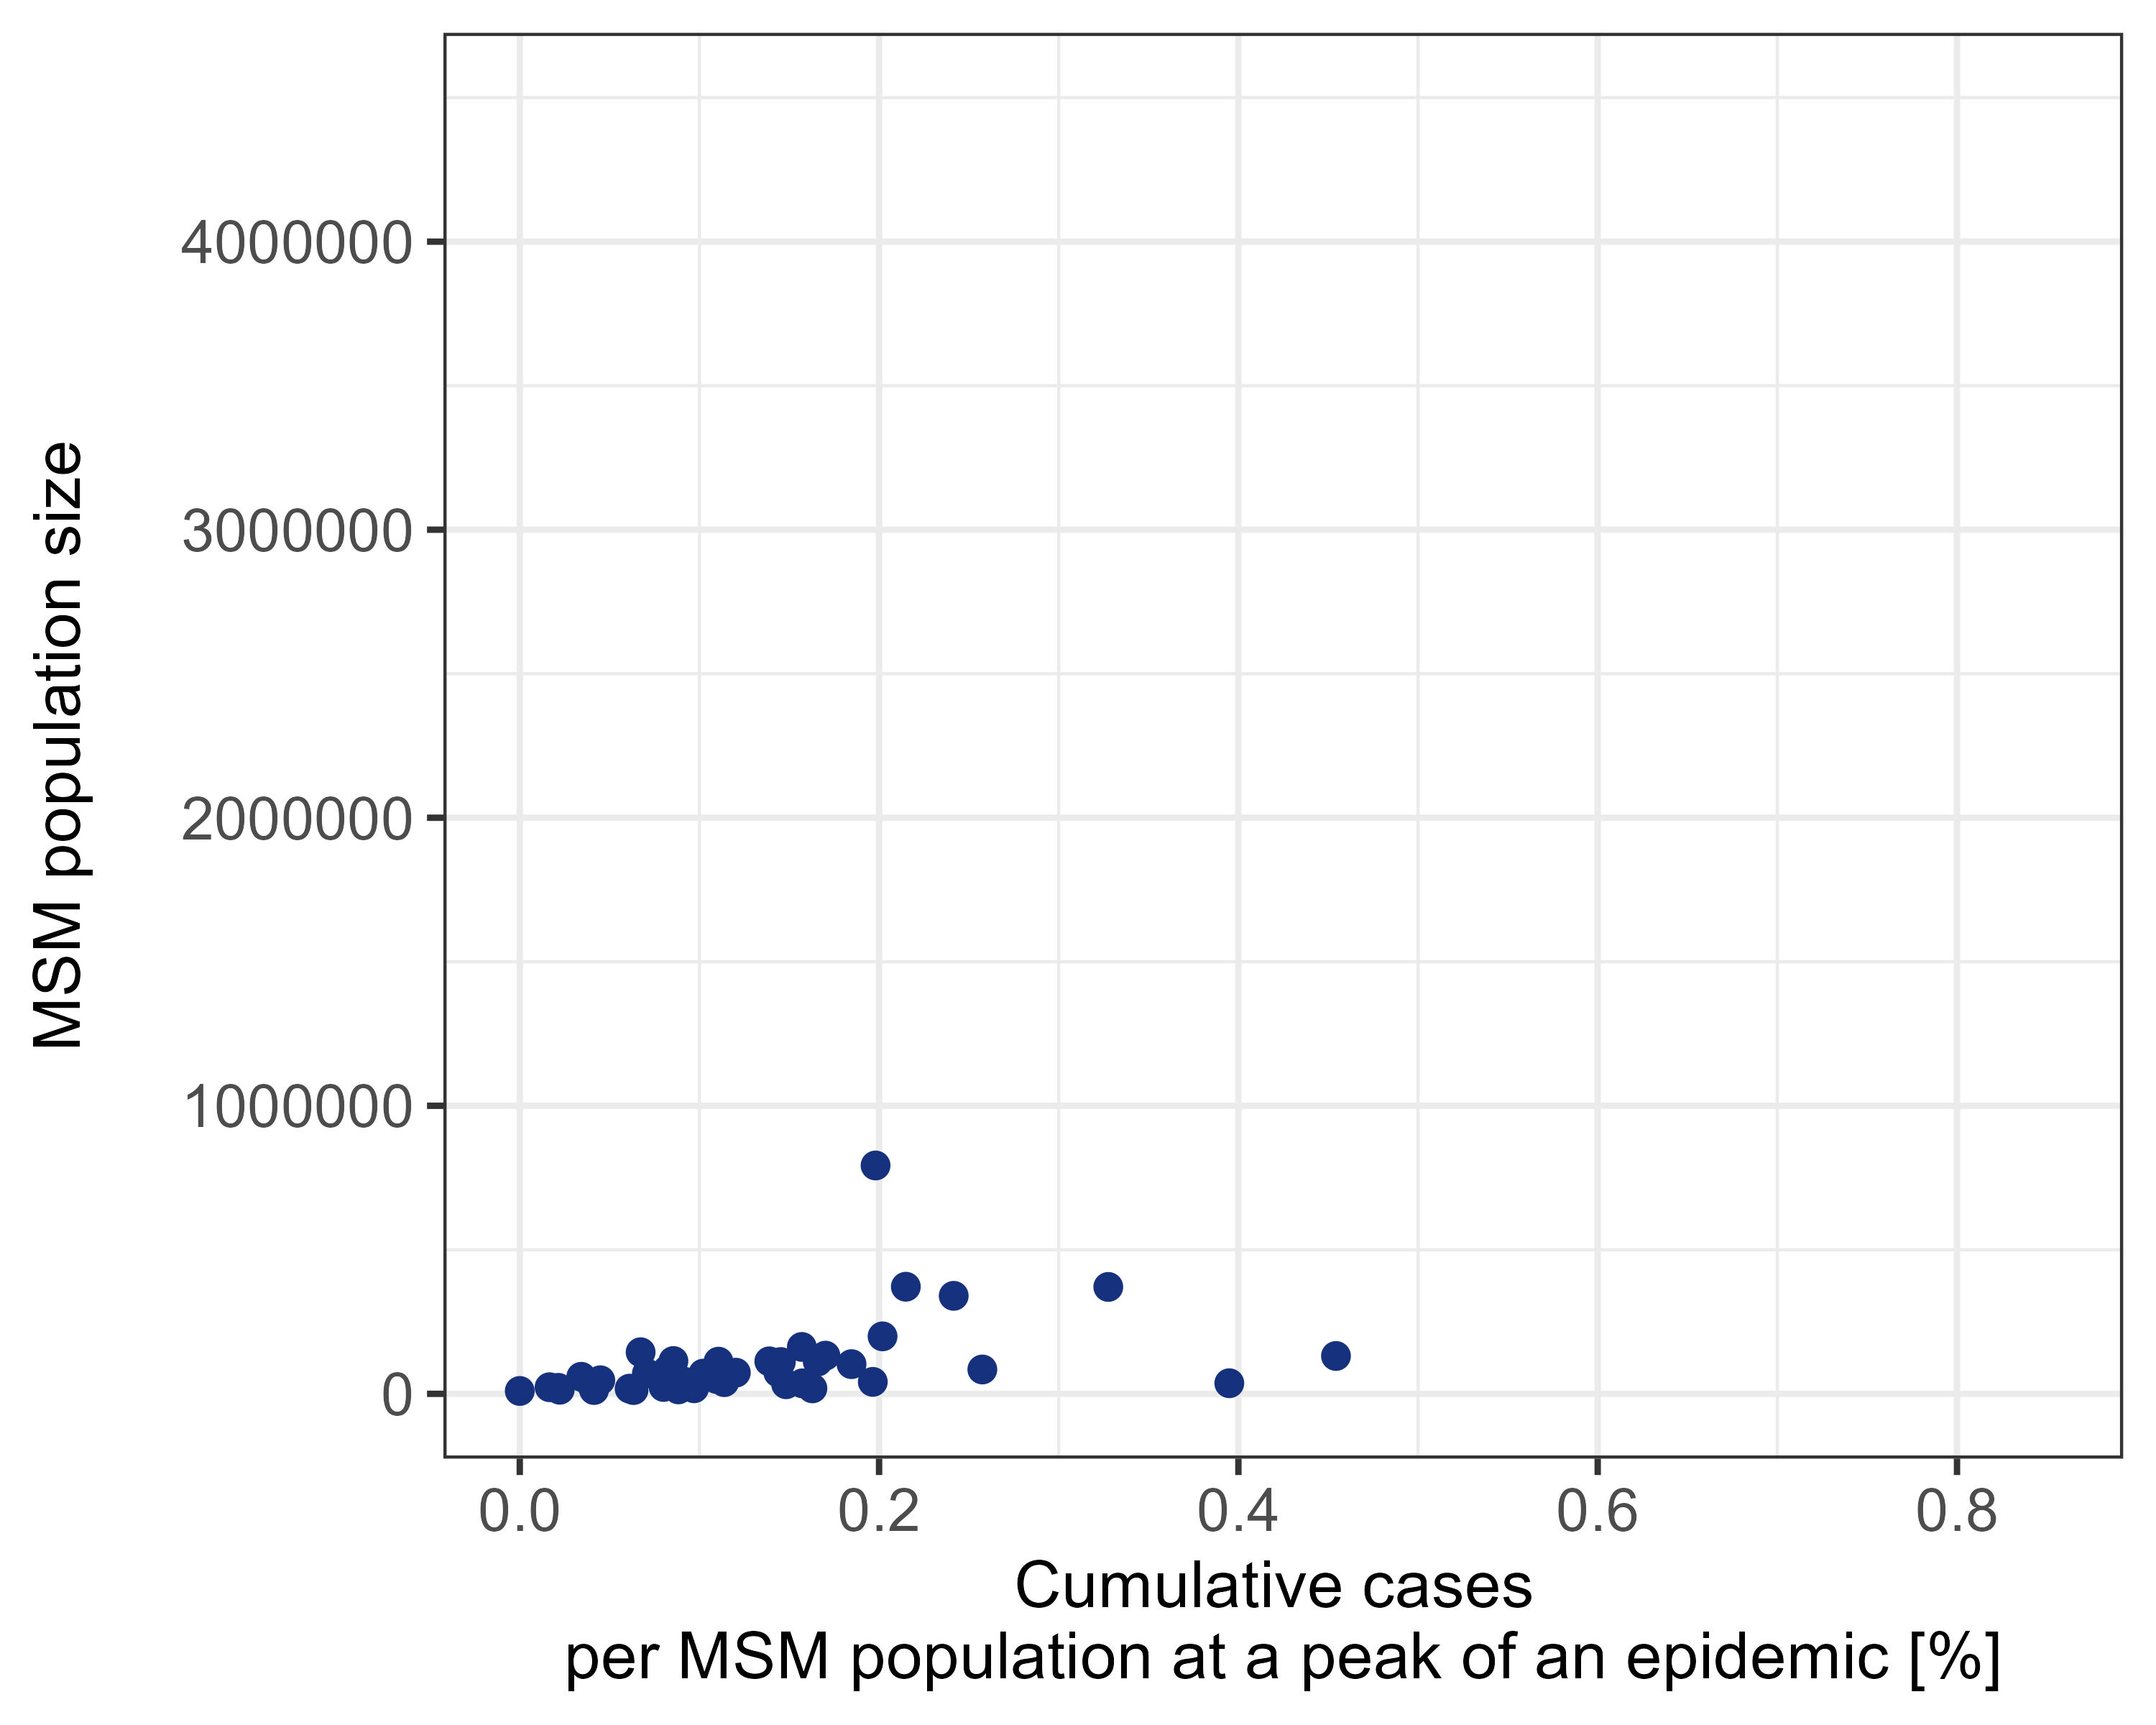 MSM population size
4000000
3000000
2000000
1000000
0
0.0 0.2 0.4 0.6 0.8
Cumulative cases
per MSM population at a peak of an epidemic [%]